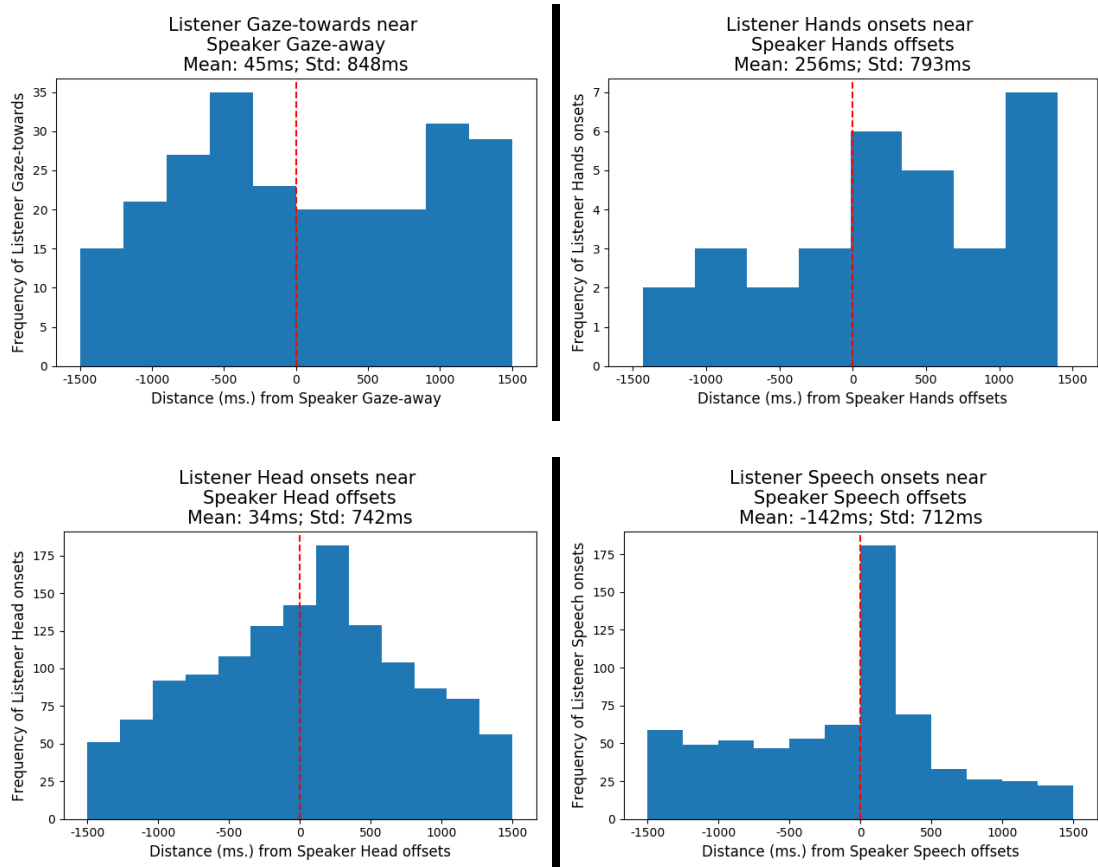 Listener Gaze-towards near
Speaker Gaze-away
Mean: 45ms; Std: 848ms
Frequency of Listener Gaze-towards
35
30
25
20
15
10
5
0
-1500 -1000 -500 0 500 1000 1500
Distance (ms.) from Speaker Gaze-away
Listener Hands onsets near
Speaker Hands offsets
Mean: 256ms; Std: 793ms
Frequency of Listener Hands onsets
7
6
5
4
3
2
1
0
-1500 -1000 -500 0 500 1000 1500
Distance (ms.) from Speaker Hands offsets
Listener Head onsets near
Speaker Head offsets
Mean: 34ms; Std: 742ms
Frequency of Listener Head onsets
175
150
125
100
75
50
25
0
-1500 -1000 -500 0 500 1000 1500
Distance (ms.) from Speaker Head offsets
Listener Speech onsets near
Speaker Speech offsets
Mean: -142ms; Std: 712ms
Frequency of Listener Speech onsets
175
150
125
100
75
50
25
0
-1500 -1000 -500 0 500 1000 1500
Distance (ms.) from Speaker Speech offsets